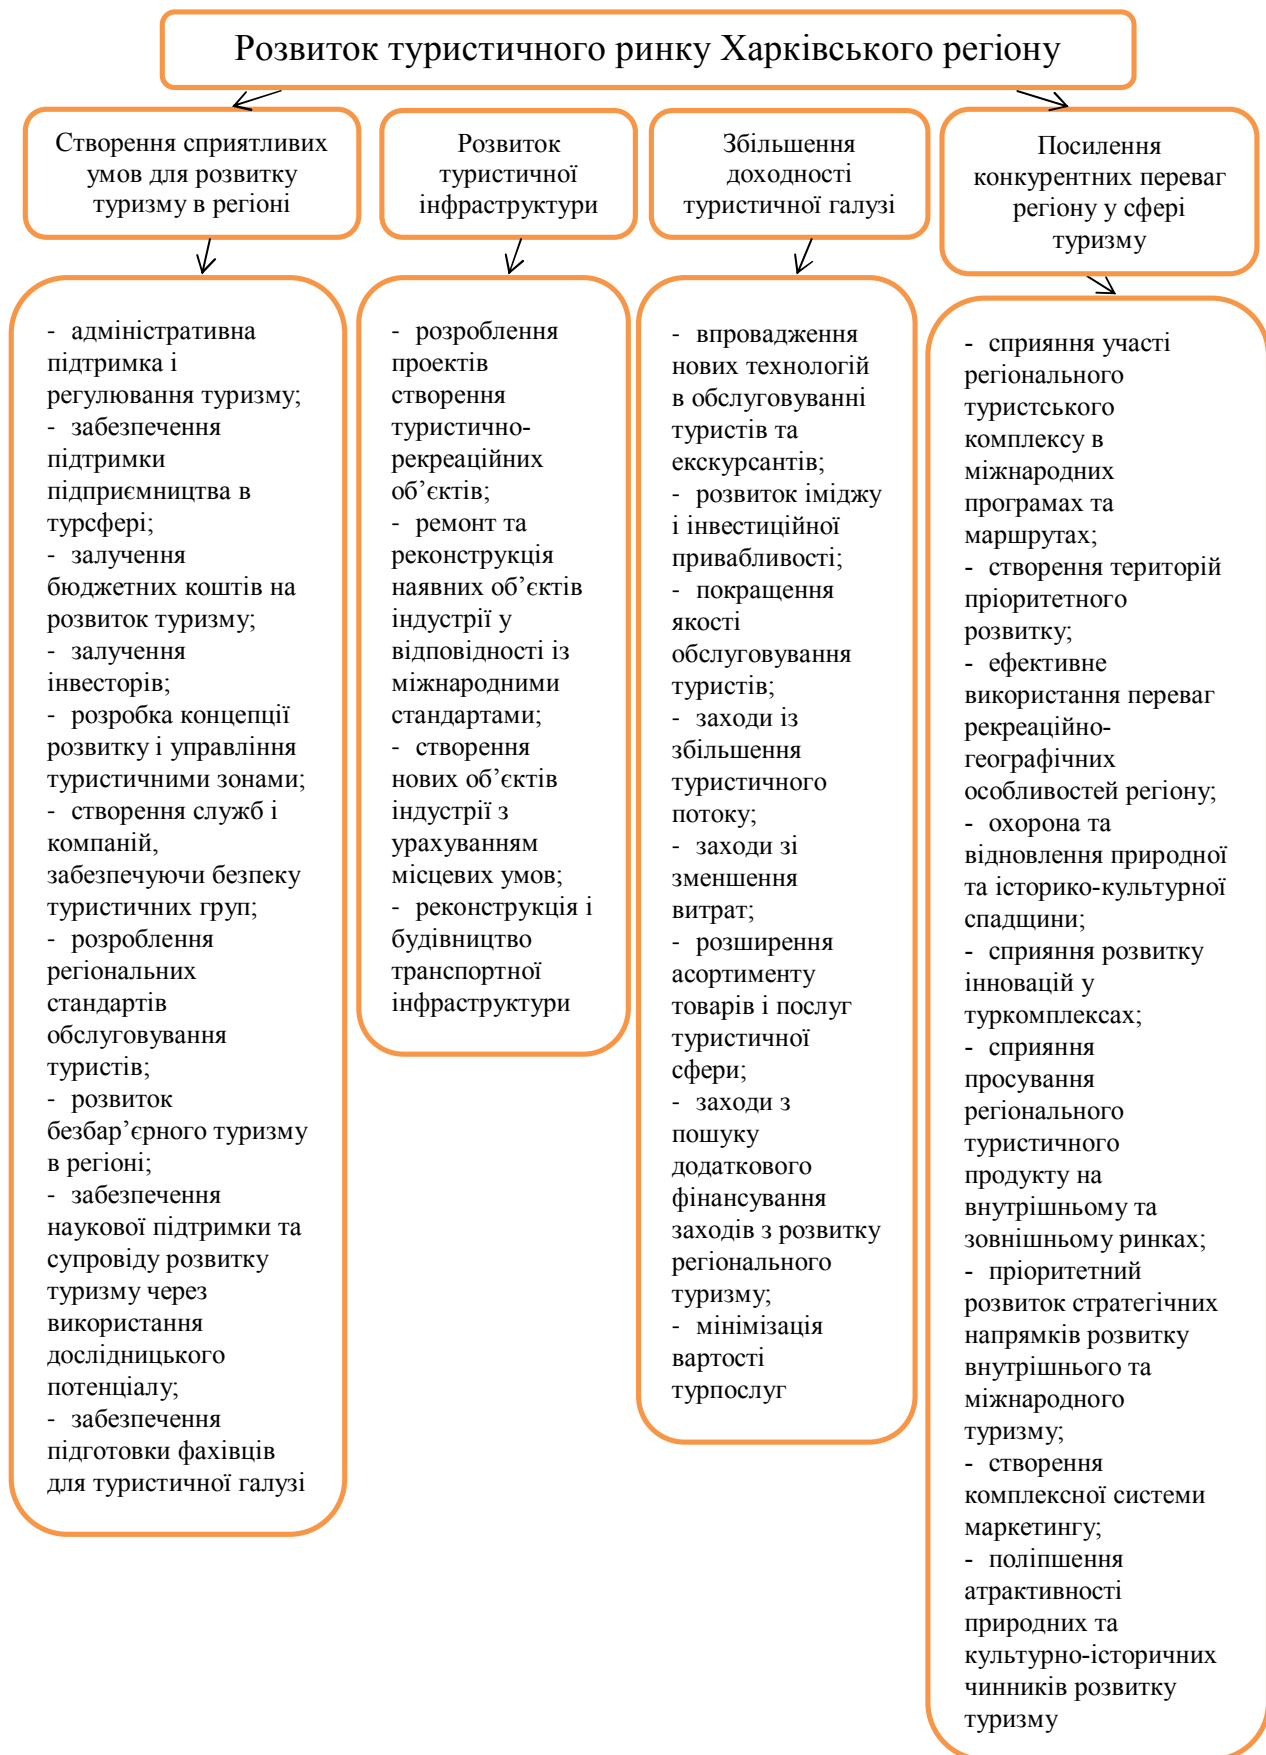 Розвиток туристичного ринку Харківського регіону
Створення сприятливих
умов для розвитку
туризму в регіоні
Розвиток
туристичної
інфраструктури
Збільшення
доходності
туристичної галузі
Посилення
конкурентних переваг
регіону у сфері
туризму
- адміністративна
підтримка і
регулювання туризму;
- забезпечення
підтримки
підприємництва в
турсфері;
- залучення
бюджетних коштів на
розвиток туризму;
- залучення
інвесторів;
- розробка концепції
розвитку і управління
туристичними зонами;
- створення служб і
компаній,
забезпечуючи безпеку
туристичних груп;
- розроблення
регіональних
стандартів
обслуговування
туристів;
- розвиток
безбар’єрного туризму
в регіоні;
- забезпечення
наукової підтримки та
супровіду розвитку
туризму через
використання
дослідницького
потенціалу;
- забезпечення
підготовки фахівців
для туристичної галузі
- розроблення
проектів
створення
туристично-
рекреаційних
об’єктів;
- ремонт та
реконструкція
наявних об’єктів
індустрії у
відповідності із
міжнародними
стандартами;
- створення
нових об’єктів
індустрії з
урахуванням
місцевих умов;
- реконструкція і
будівництво
транспортної
інфраструктури
- впровадження
нових технологій
в обслуговуванні
туристів та
екскурсантів;
- розвиток іміджу
і інвестиційної
привабливості;
- покращення
якості
обслуговування
туристів;
- заходи із
збільшення
туристичного
потоку;
- заходи зі
зменшення
витрат;
- розширення
асортименту
товарів і послуг
туристичної
сфери;
- заходи з
пошуку
додаткового
фінансування
заходів з розвитку
регіонального
туризму;
- мінімізація
вартості
турпослуг
- сприяння участі
регіонального
туристського
комплексу в
міжнародних
програмах та
маршрутах;
- створення територій
пріоритетного
розвитку;
- ефективне
використання переваг
рекреаційно-
географічних
особливостей регіону;
- охорона та
відновлення природної
та історико-культурної
спадщини;
- сприяння розвитку
інновацій у
туркомплексах;
- сприяння
просування
регіонального
туристичного
продукту на
внутрішньому та
зовнішньому ринках;
- пріоритетний
розвиток стратегічних
напрямків розвитку
внутрішнього та
міжнародного
туризму;
- створення
комплексної системи
маркетингу;
- поліпшення
атрактивності
природних та
культурно-історичних
чинників розвитку
туризму